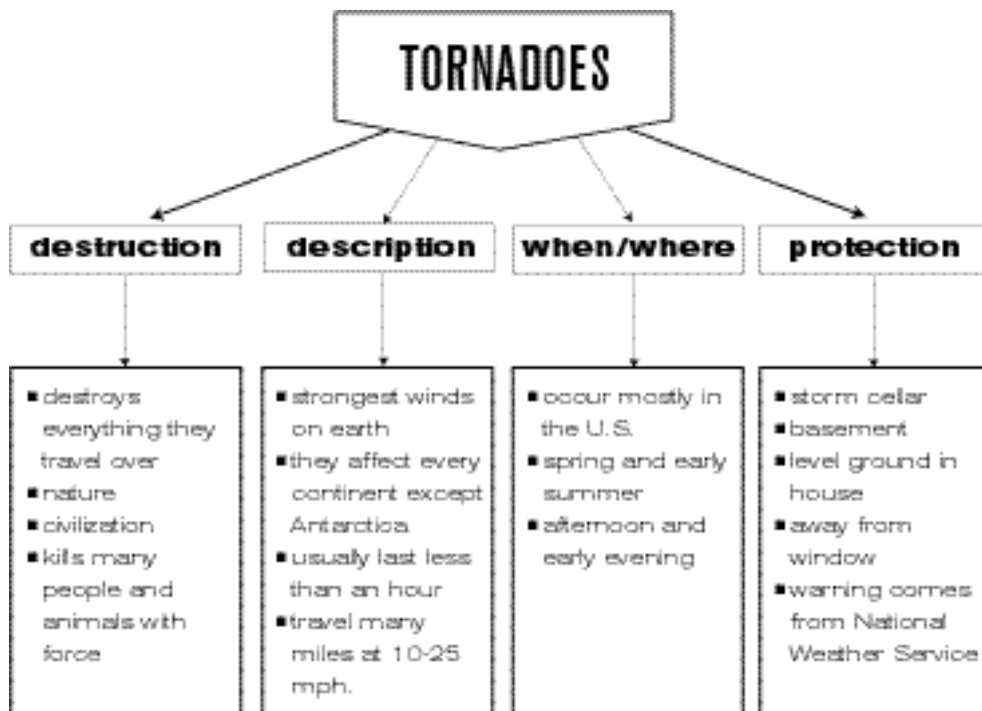 TORNADOES
destruction
description
when/where
protection
▪ destroys
everything they
travel over
▪ nature
▪ civilization
▪ kills many
people and
animals with
force
▪ strongest winds
on earth
▪ they affect every
continent except
Antarctica.
▪ usually last less
than an hour
▪ travel many
miles at 10-25
mph.
▪ occur mostly in
the U.S.
▪ spring and early
summer
▪ afternoon and
early evening
▪ storm cellar
▪ basement
▪ level ground in
house
▪ away from
window
▪ warning comes
from National
Weather Service